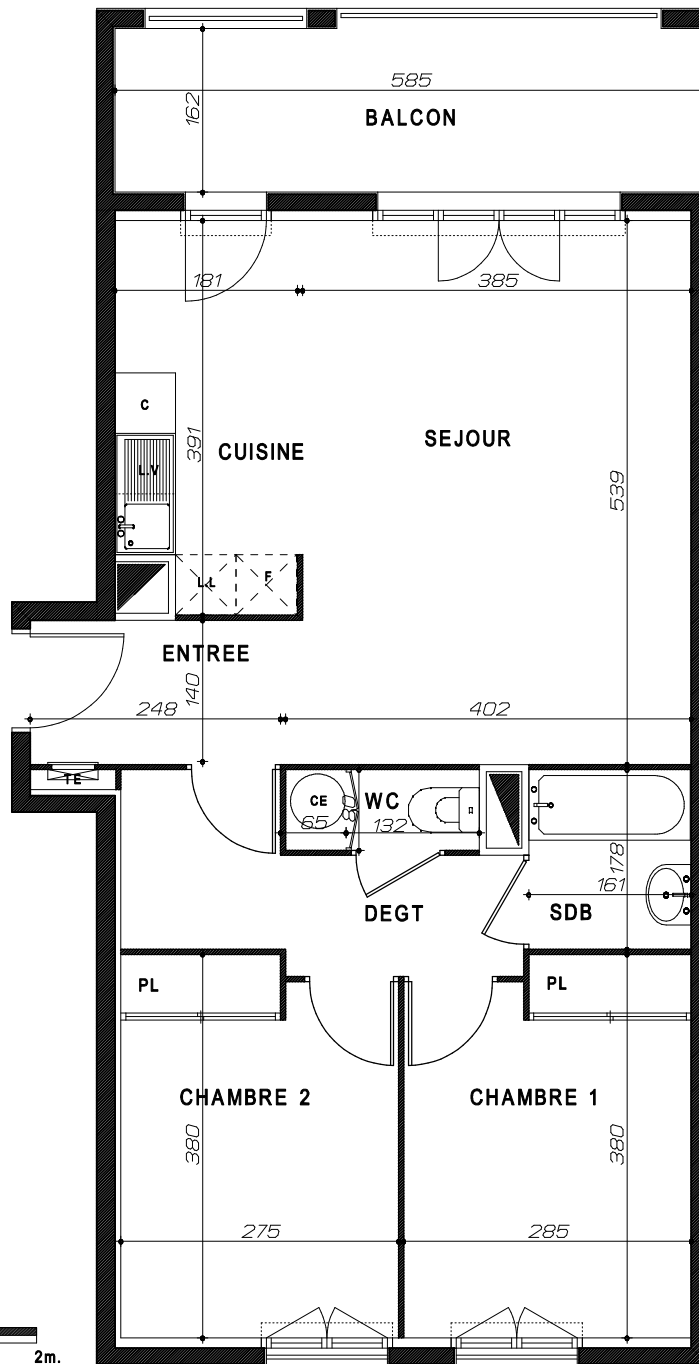 585
162
BALCON
181
385
C
391
SEJOUR
CUISINE
L.V
539
L.L
F
ENTREE
140
248
402
TE
CE
80
WC
65
132
178
161
DEGT
SDB
PL
PL
CHAMBRE 2
CHAMBRE 1
380
380
275
285
2m.